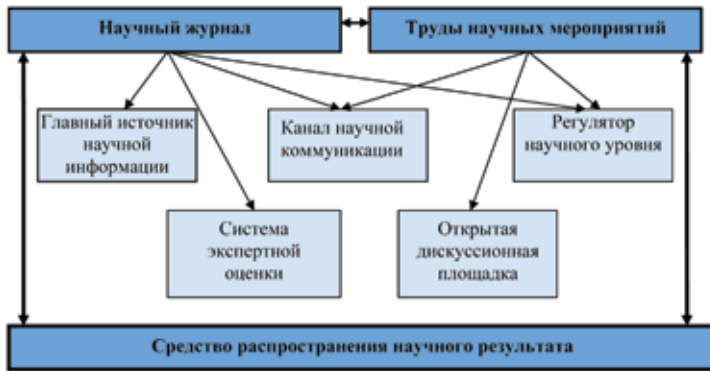 Научный журнал
Труды научных мероприятий
Главный источник
научной
информации
Канал научной
коммуникации
Регулятор
научного уровня
Система
экспертной
оценки
Открытая
дискуссионная
площадка
Средство распространения научного результата